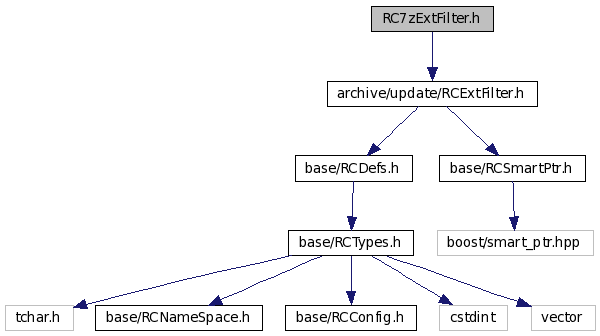 RC7zExtFilter.h
archive/update/RCExtFilter.h
base/RCDefs.h
base/RCSmartPtr.h
base/RCTypes.h
boost/smart_ptr.hpp
tchar.h
base/RCNameSpace.h
base/RCConfig.h
cstdint
vector